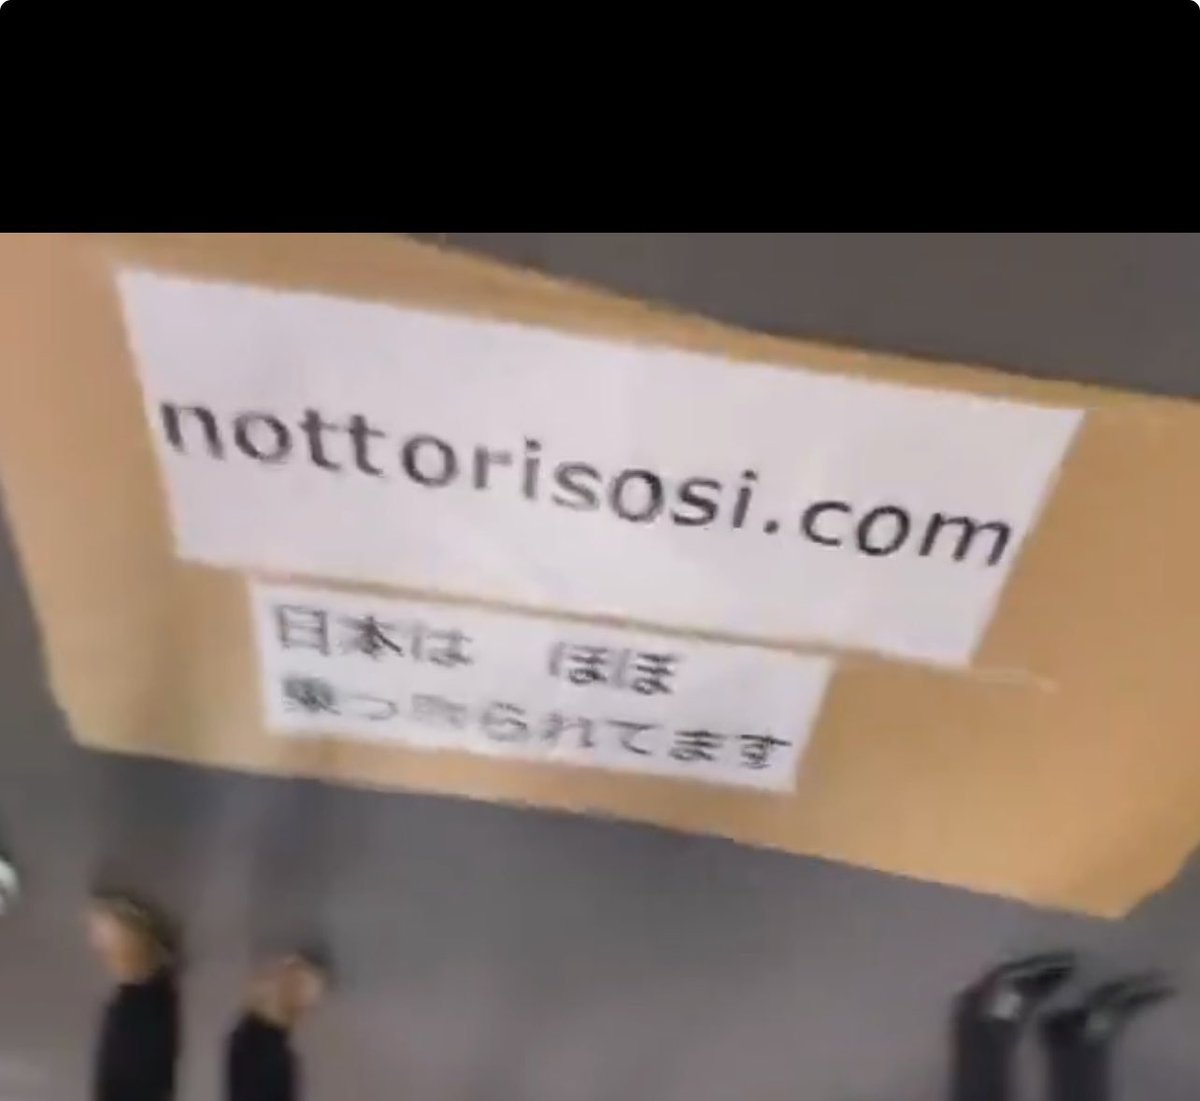 nottorisosi.com
日本は　ほぼ
乗っ取られてます